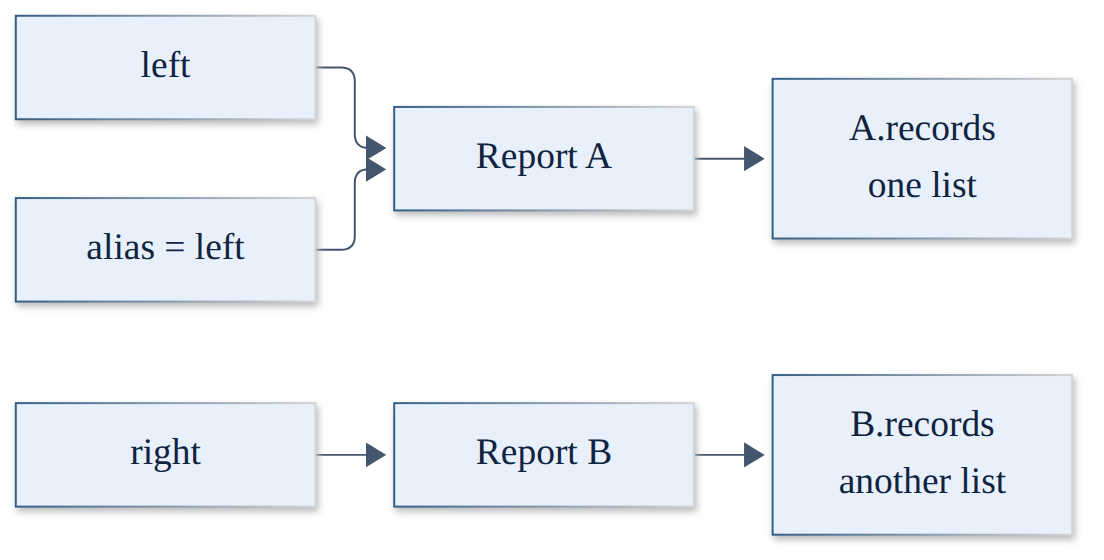 left
alias = left
Report A
A.records
one list
right
Report B
B.records
another list